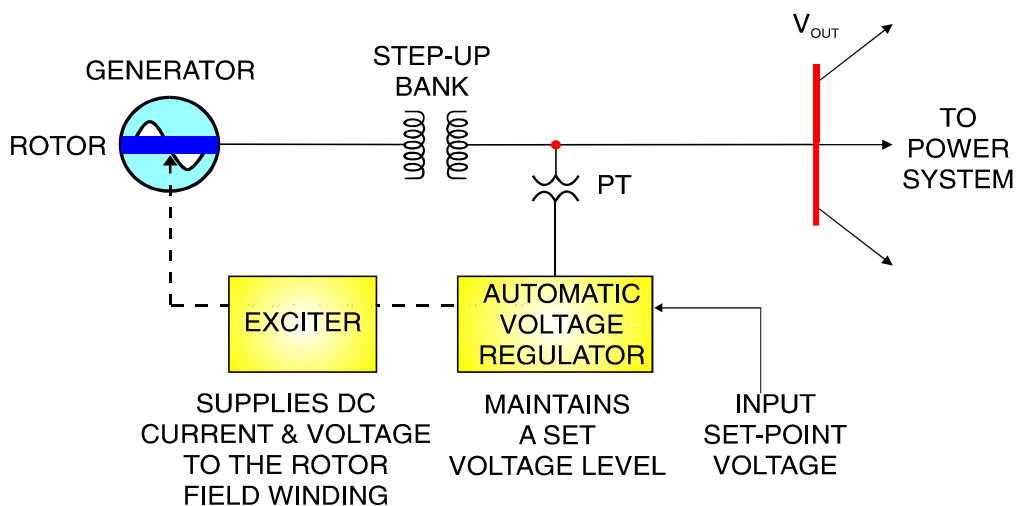 GENERATOR
ROTOR
STEP-UP
BANK
PT
V_OUT
TO
POWER
SYSTEM
EXCITER
AUTOMATIC
VOLTAGE
REGULATOR
SUPPLIES DC
CURRENT & VOLTAGE
TO THE ROTOR
FIELD WINDING
MAINTAINS
A SET
VOLTAGE LEVEL
INPUT
SET-POINT
VOLTAGE